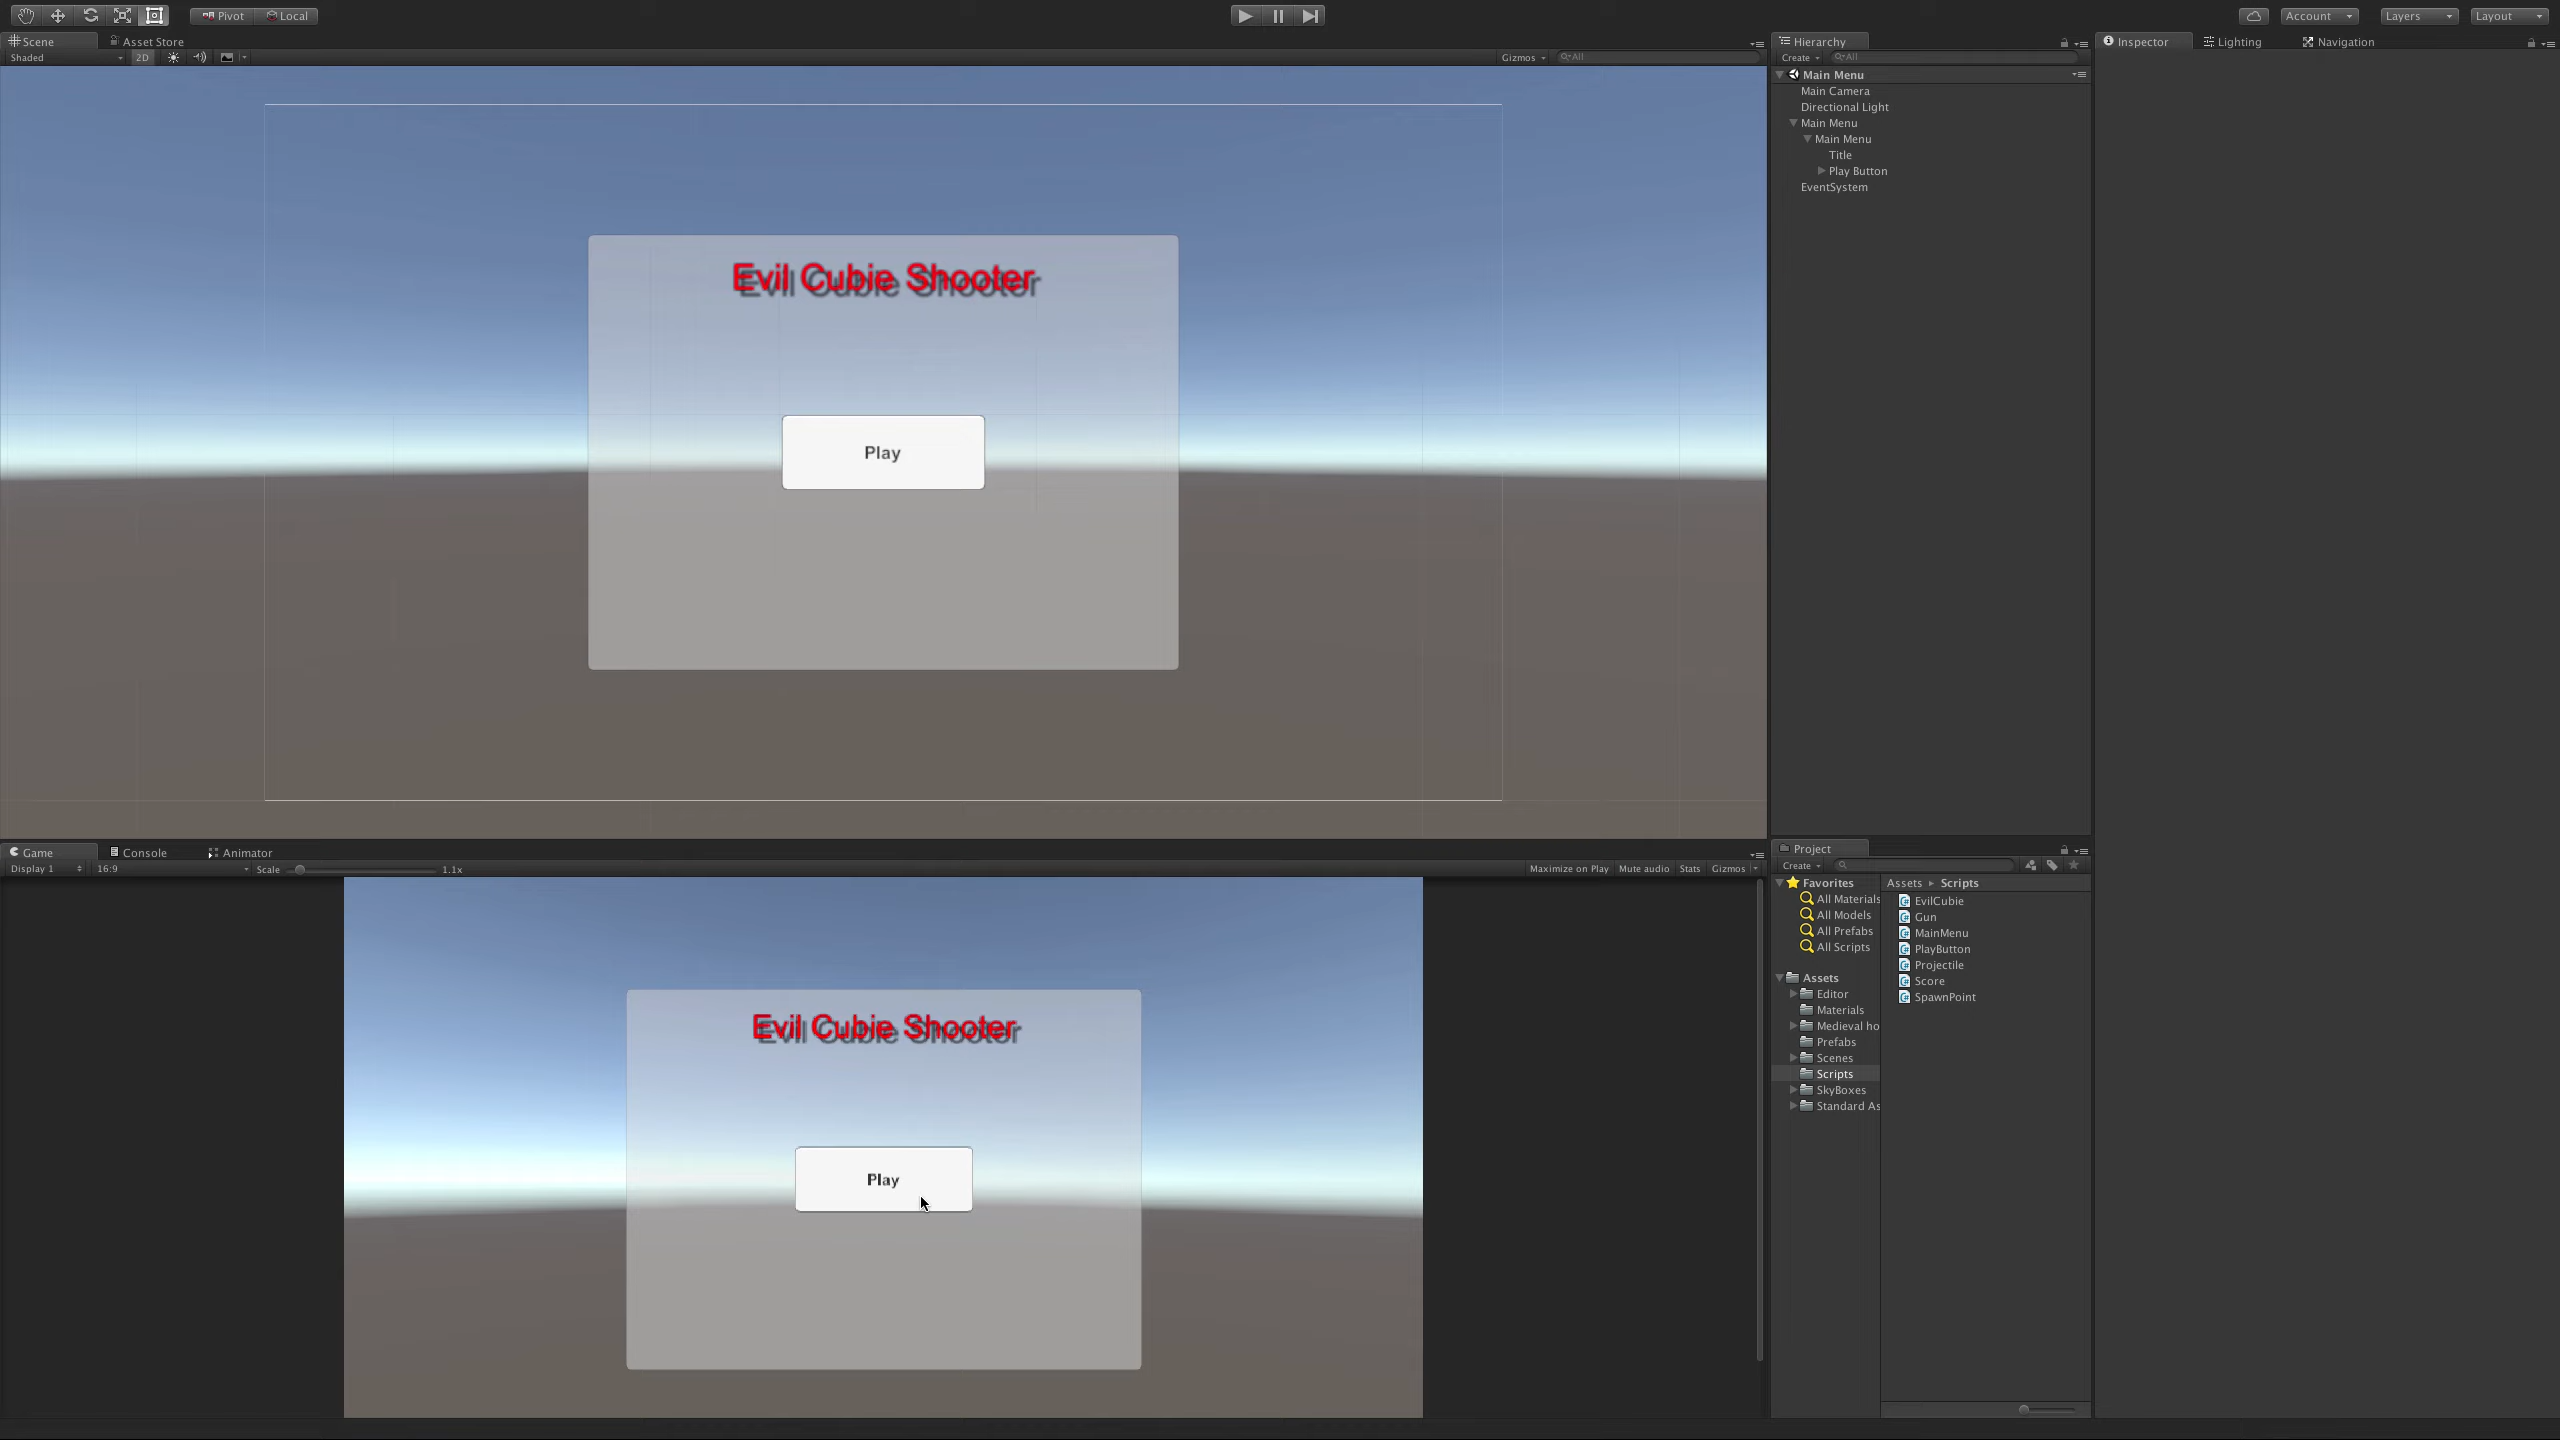 Pivot Local Account Layers Layout
Scene Asset Store
Shaded 2D Gizmos All
Evil Cubie Shooter
Play
Hierarchy
Create All
Main Menu
Main Camera
Directional Light
Main Menu
Main Menu
Title
Play Button
EventSystem
Inspector Lighting Navigation
Game Console Animator
Display 1 16:9 Scale 1.1x Maximize on Play Mute audio Stats Gizmos
Evil Cubie Shooter
Play
Project
Create
Favorites
All Materials
All Models
All Prefabs
All Scripts
Assets
Editor
Materials
Medieval ho
Prefabs
Scenes
Scripts
SkyBoxes
Standard As
Assets Scripts
EvilCubie
Gun
MainMenu
PlayButton
Projectile
Score
SpawnPoint